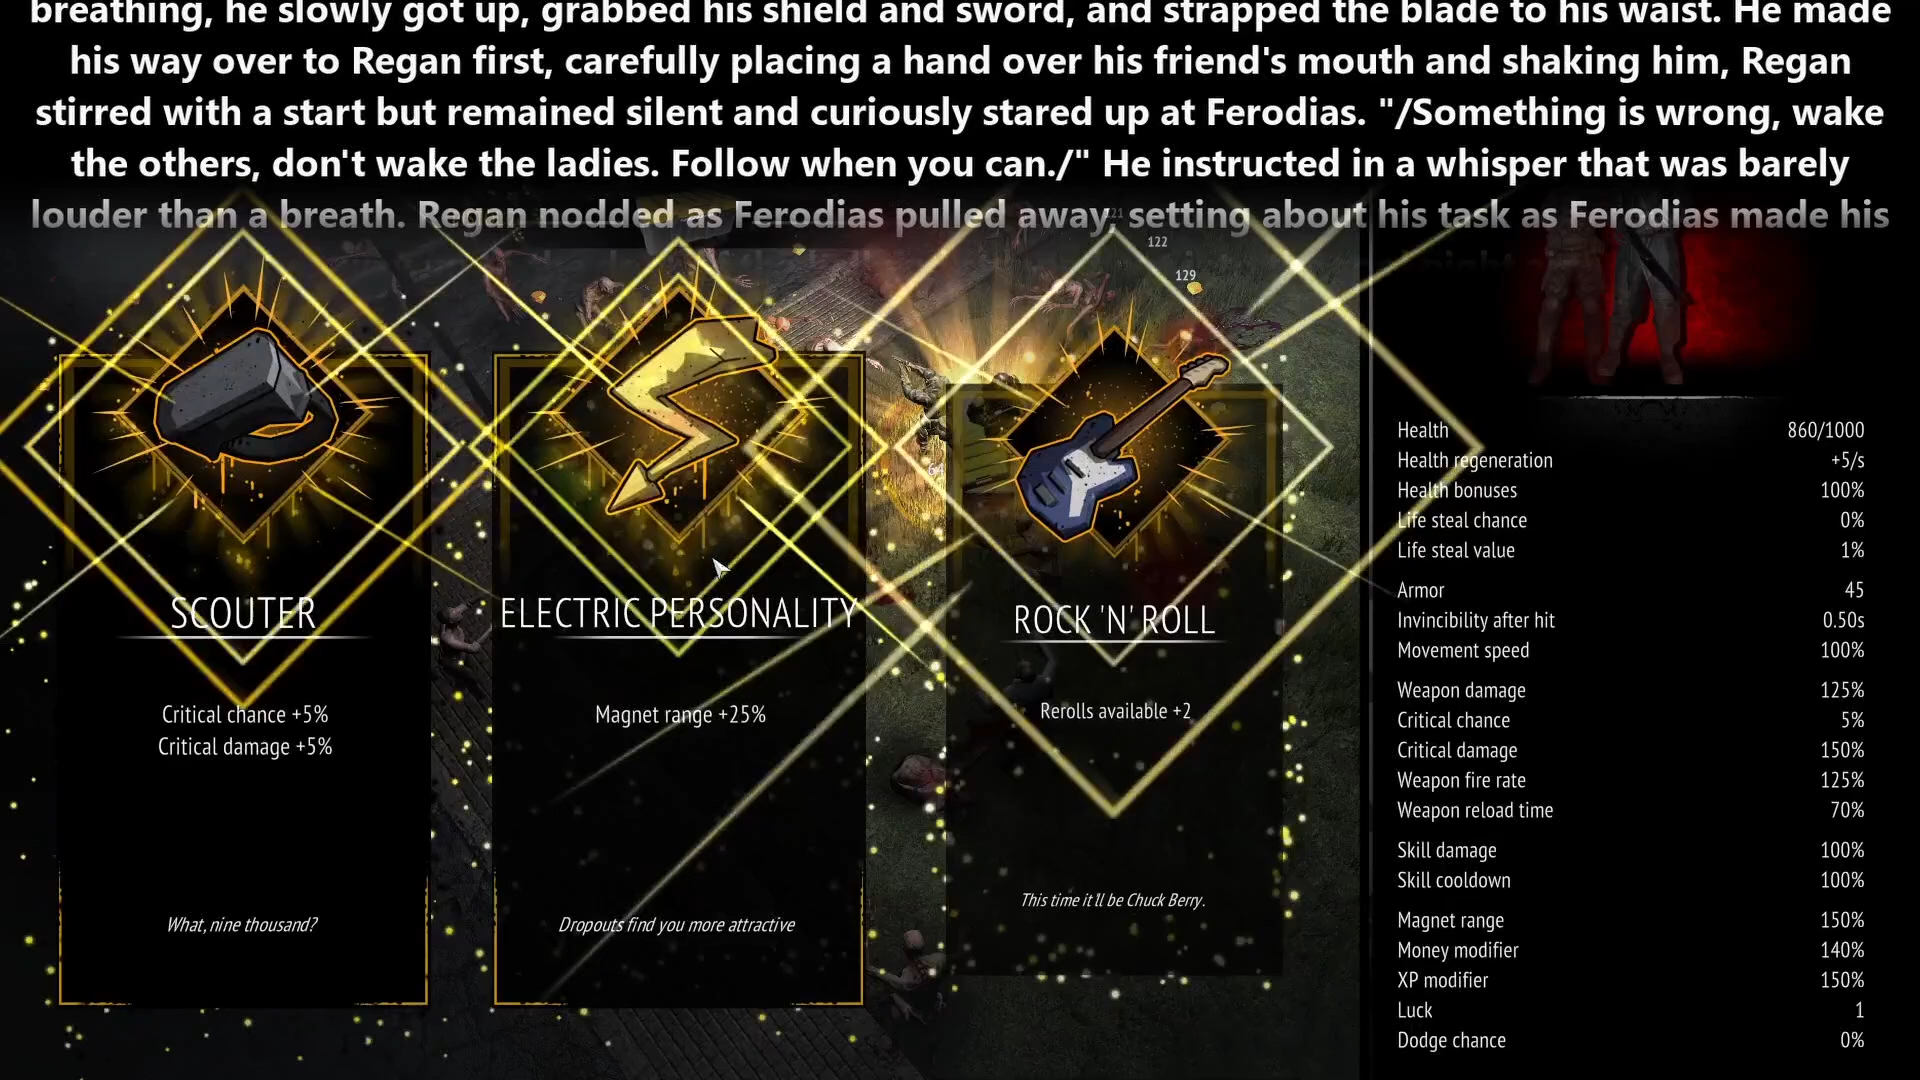 breathing, he slowly got up, grabbed his shield and sword, and strapped the blade to his waist. He made
his way over to Regan first, carefully placing a hand over his friend's mouth and shaking him, Regan
stirred with a start but remained silent and curiously stared up at Ferodias. "/Something is wrong, wake
the others, don't wake the ladies. Follow when you can./" He instructed in a whisper that was barely
louder than a breath. Regan nodded as Ferodias pulled away, setting about his task as Ferodias made his
122
129
64
SCOUTER
Critical chance +5%
Critical damage +5%
What, nine thousand?
ELECTRIC PERSONALITY
Magnet range +25%
Dropouts find you more attractive
ROCK 'N' ROLL
Rerolls available +2
This time it'll be Chuck Berry.
Health 860/1000
Health regeneration +5/s
Health bonuses 100%
Life steal chance 0%
Life steal value 1%
Armor 45
Invincibility after hit 0.50s
Movement speed 100%
Weapon damage 125%
Critical chance 5%
Critical damage 150%
Weapon fire rate 125%
Weapon reload time 70%
Skill damage 100%
Skill cooldown 100%
Magnet range 150%
Money modifier 140%
XP modifier 150%
Luck 1
Dodge chance 0%